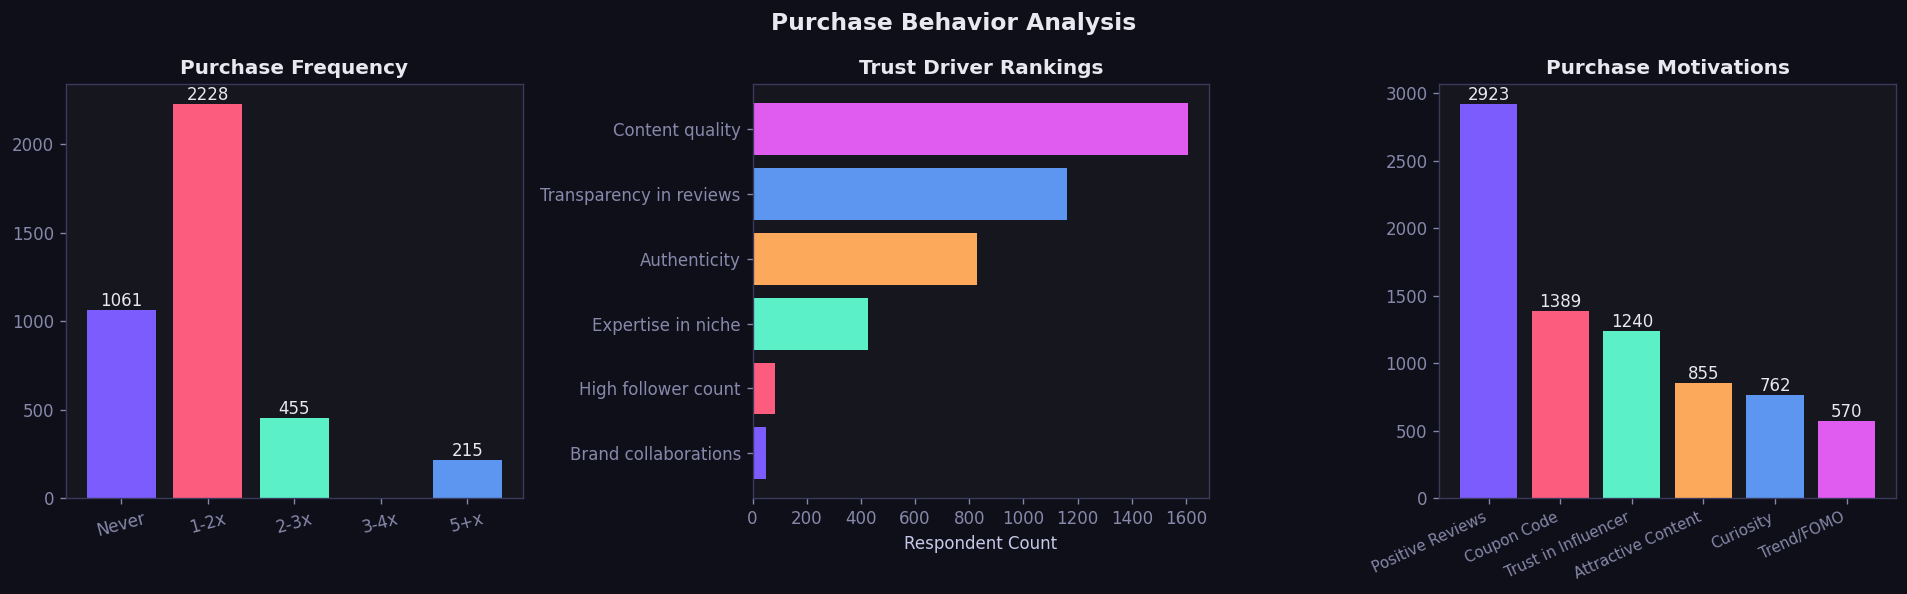 Purchase Behavior Analysis
Purchase Frequency
2000
1500
1000
500
0
1061
2228
455
215
Never
1-2x
2-3x
3-4x
5+x
Trust Driver Rankings
Content quality
Transparency in reviews
Authenticity
Expertise in niche
High follower count
Brand collaborations
0 200 400 600 800 1000 1200 1400 1600
Respondent Count
Purchase Motivations
3000
2500
2000
1500
1000
500
0
2923
1389
1240
855
762
570
Positive Reviews
Coupon Code
Trust in Influencer
Attractive Content
Curiosity
Trend/FOMO